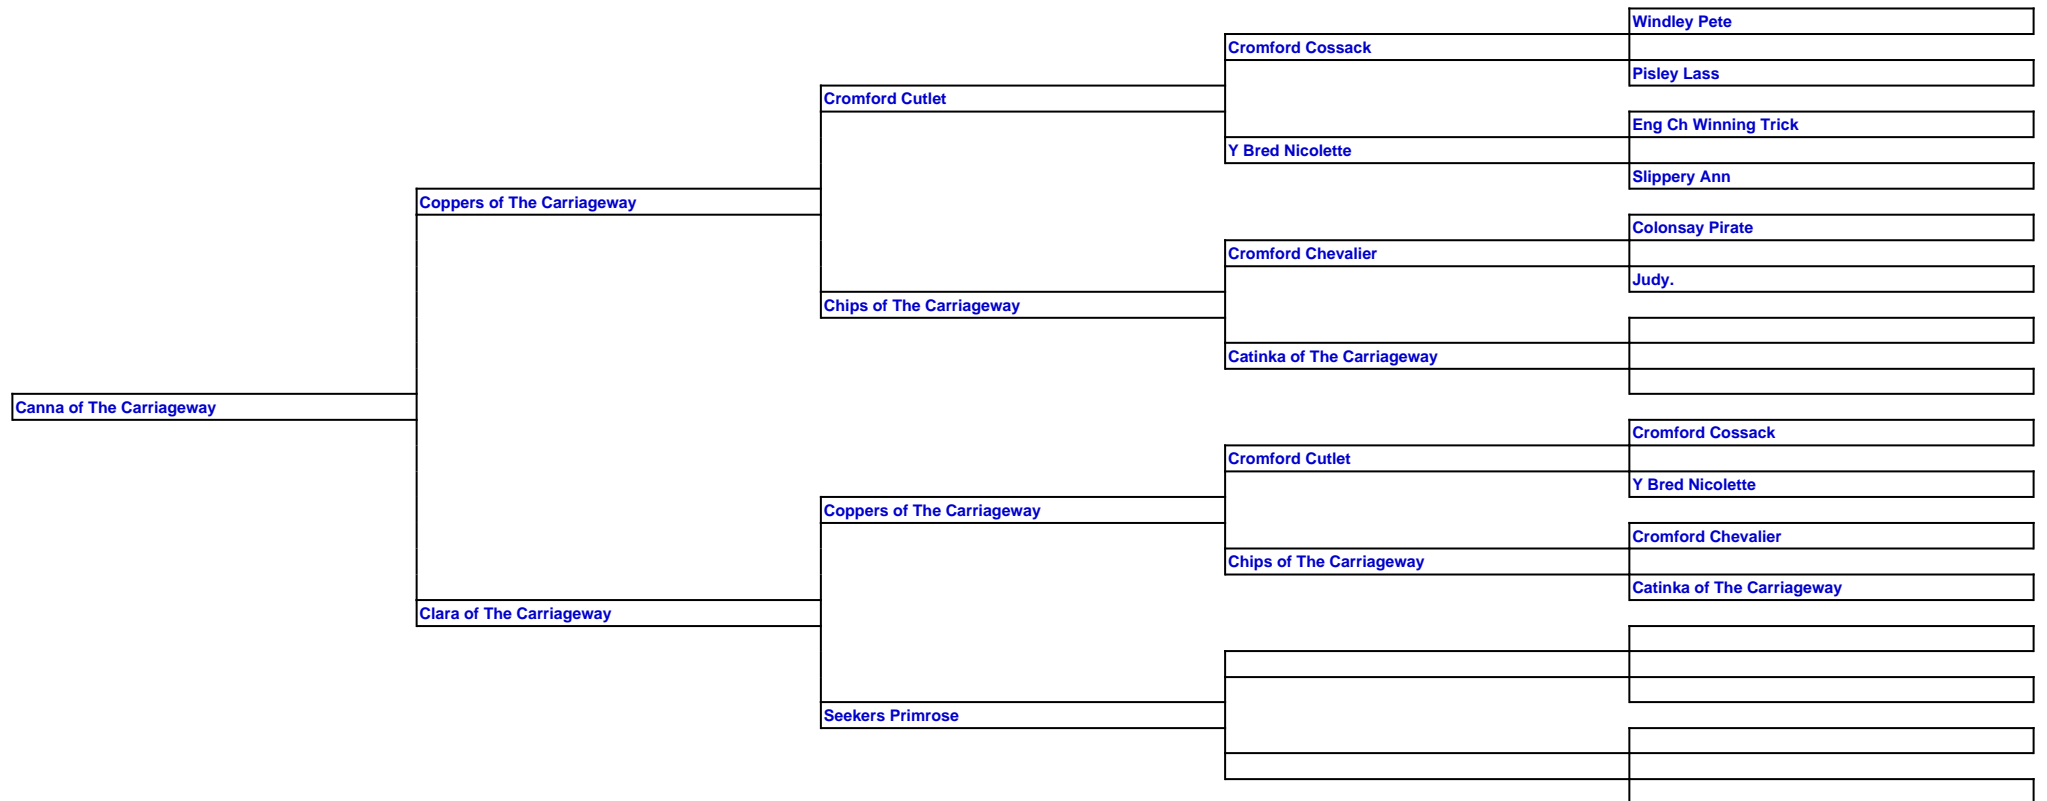 Windley Pete
Cromford Cossack
Pisley Lass
Cromford Cutlet
Eng Ch Winning Trick
Y Bred Nicolette
Slippery Ann
Coppers of The Carriageway
Colonsay Pirate
Cromford Chevalier
Judy.
Chips of The Carriageway
Catinka of The Carriageway
Canna of The Carriageway
Cromford Cossack
Cromford Cutlet
Y Bred Nicolette
Coppers of The Carriageway
Cromford Chevalier
Chips of The Carriageway
Catinka of The Carriageway
Clara of The Carriageway
Seekers Primrose